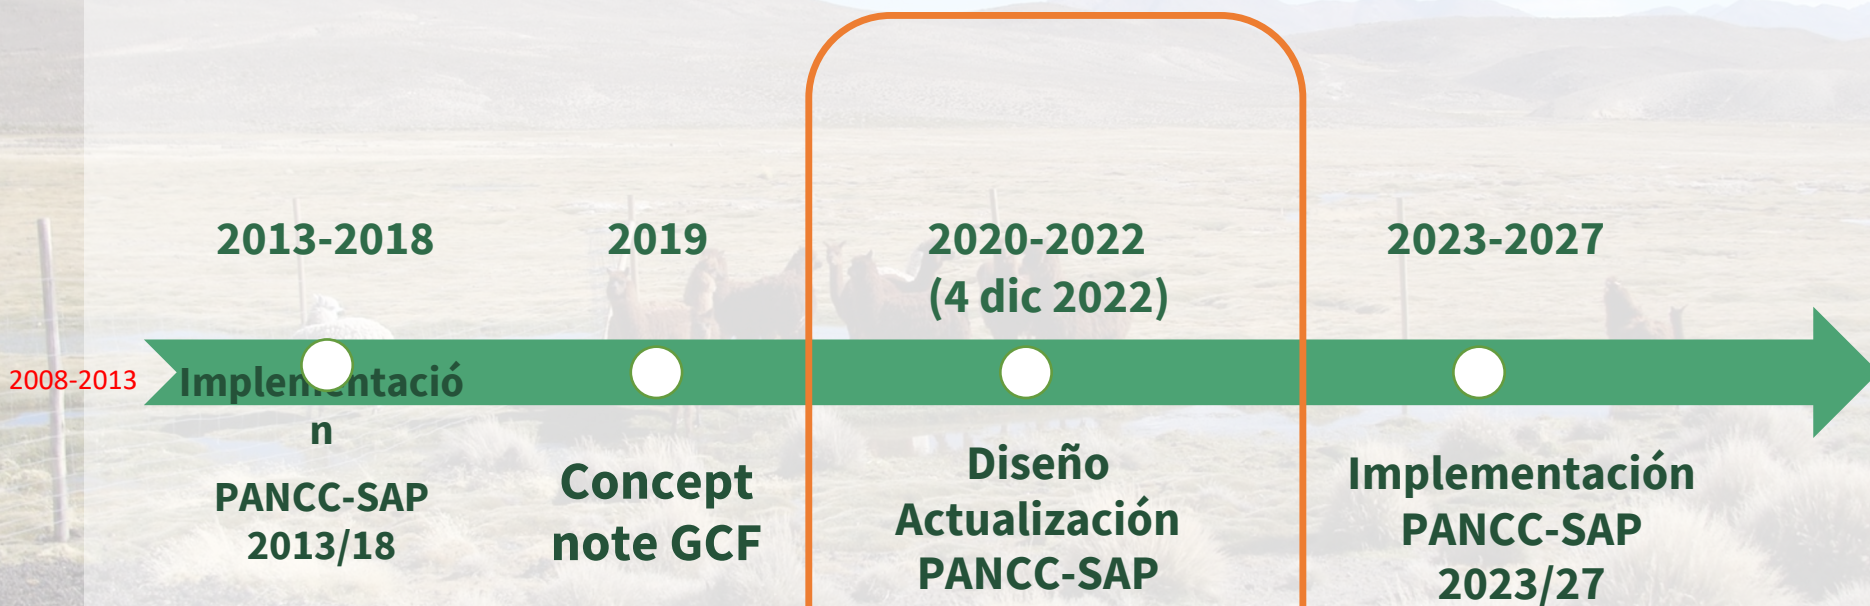 2013-2018
2019
2020-2022
(4 dic 2022)
2023-2027
2008-2013
Implementació
n
PANCC-SAP
2013/18
Concept
note GCF
Diseño
Actualización
PANCC-SAP
Implementación
PANCC-SAP
2023/27